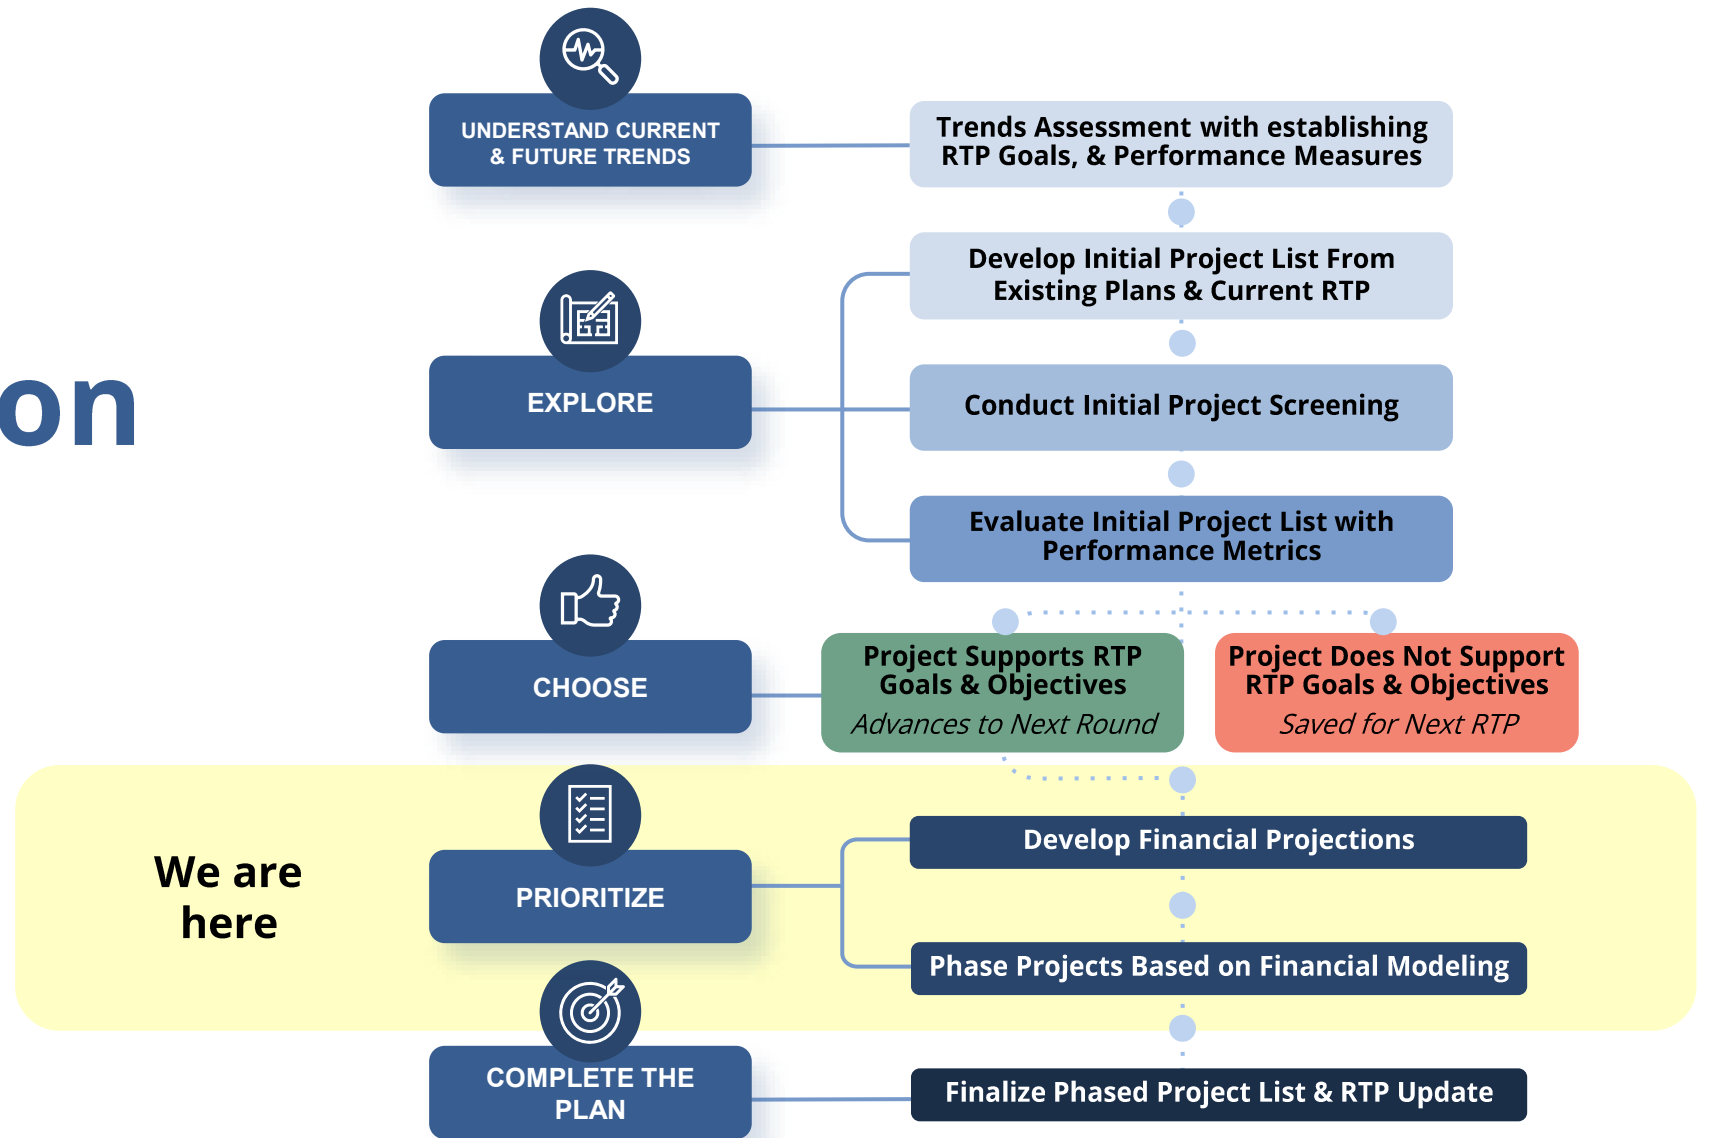 on
UNDERSTAND CURRENT
& FUTURE TRENDS
Trends Assessment with establishing
RTP Goals, & Performance Measures
EXPLORE
Develop Initial Project List From
Existing Plans & Current RTP
Conduct Initial Project Screening
Evaluate Initial Project List with
Performance Metrics
CHOOSE
Project Supports RTP
Goals & Objectives
Advances to Next Round
Project Does Not Support
RTP Goals & Objectives
Saved for Next RTP
We are
here
PRIORITIZE
Develop Financial Projections
Phase Projects Based on Financial Modeling
COMPLETE THE
PLAN
Finalize Phased Project List & RTP Update